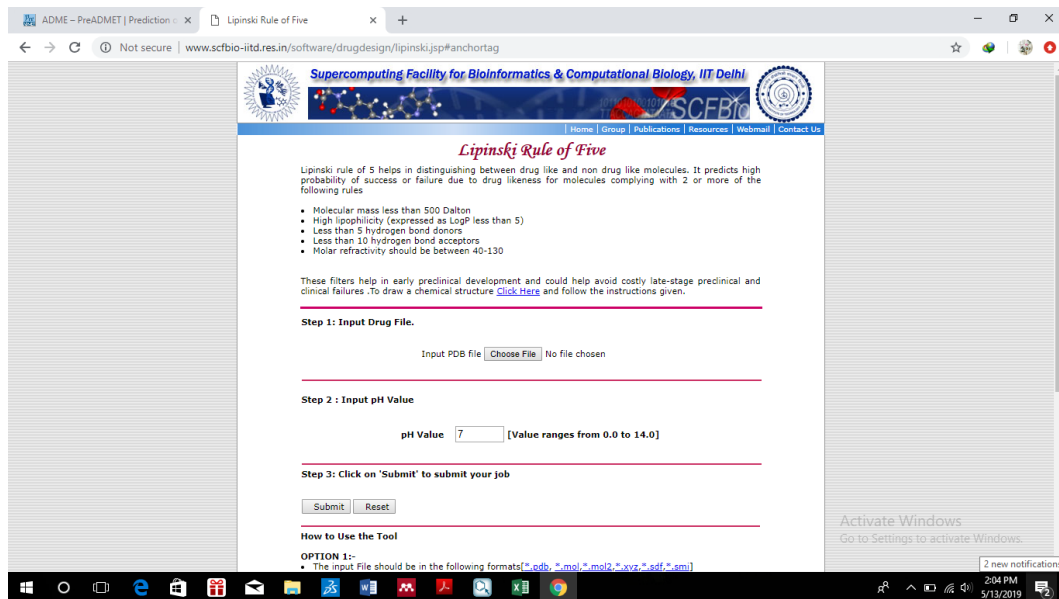 ADME – PreADMET | Prediction o
Lipinski Rule of Five
Not secure | www.scfbio-iitd.res.in/software/drugdesign/lipinski.jsp#anchortag
Supercomputing Facility for Bioinformatics & Computational Biology, IIT Delhi
SCFBio
Home | Group | Publications | Resources | Webmail | Contact Us
Lipinski Rule of Five
Lipinski rule of 5 helps in distinguishing between drug like and non drug like molecules. It predicts high
probability of success or failure due to drug likeness for molecules complying with 2 or more of the
following rules
• Molecular mass less than 500 Dalton
• High lipophilicity (expressed as LogP less than 5)
• Less than 5 hydrogen bond donors
• Less than 10 hydrogen bond acceptors
• Molar refractivity should be between 40-130
These filters help in early preclinical development and could help avoid costly late-stage preclinical and
clinical failures .To draw a chemical structure Click Here and follow the instructions given.
Step 1: Input Drug File.
Input PDB file Choose File No file chosen
Step 2 : Input pH Value
pH Value 7 [Value ranges from 0.0 to 14.0]
Step 3: Click on 'Submit' to submit your job
Submit Reset
How to Use the Tool
OPTION 1:-
• The input File should be in the following formats[*.pdb, *.mol,*.mol2,*.xyz,*.sdf,*.smi]
Activate Windows
Go to Settings to activate Windows.
2 new notifications
2:04 PM
5/13/2019